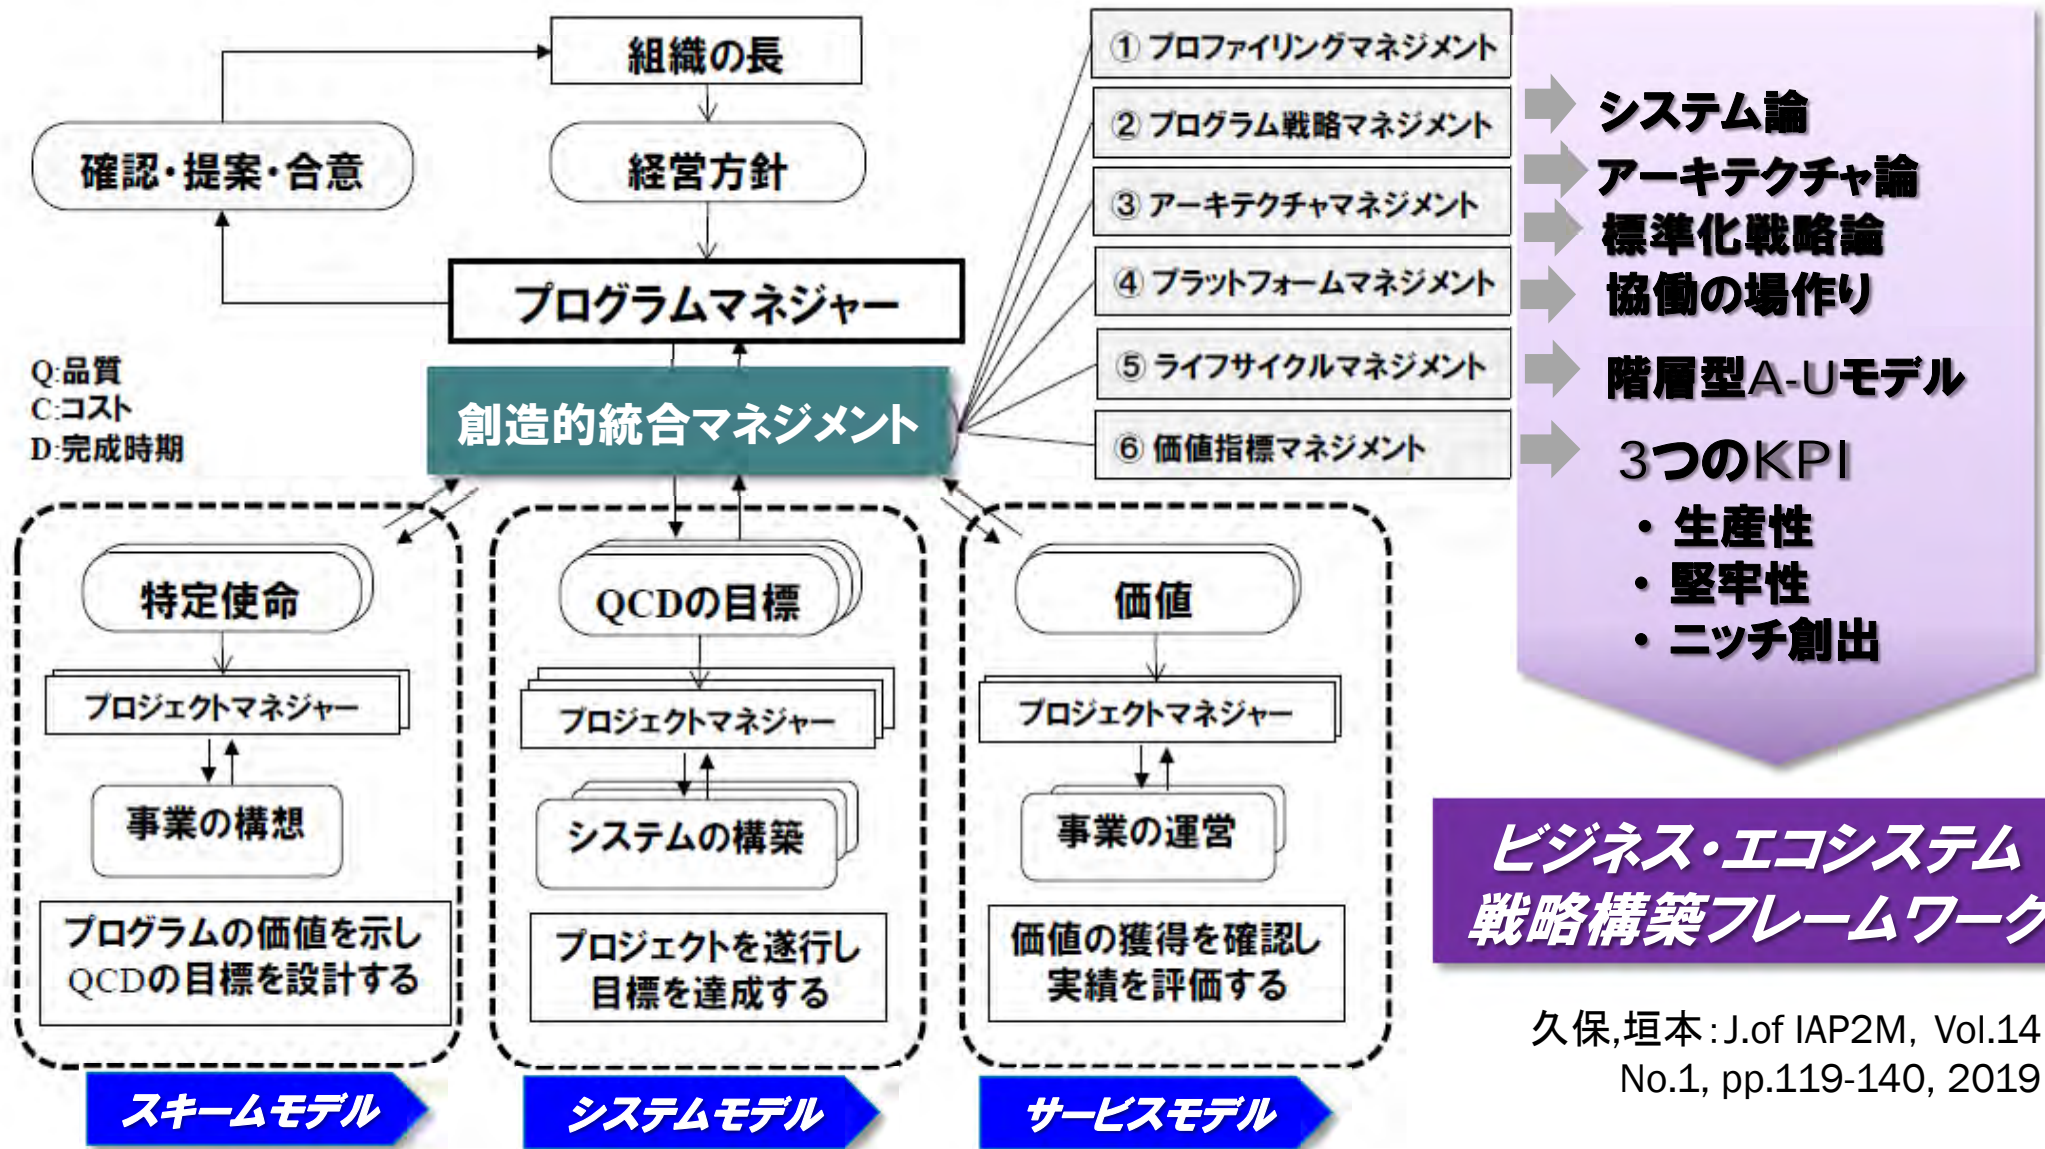 組織の長
確認・提案・合意
経営方針
プログラムマネジャー
Q:品質
C:コスト
D:完成時期
創造的統合マネジメント
① プロファイリングマネジメント
② プログラム戦略マネジメント
③ アーキテクチャマネジメント
④ プラットフォームマネジメント
⑤ ライフサイクルマネジメント
⑥ 価値指標マネジメント
システム論
アーキテクチャ論
標準化戦略論
協働の場作り
階層型A-Uモデル
3つのKPI
・ 生産性
・ 堅牢性
・ ニッチ創出
特定使命
プロジェクトマネジャー
事業の構想
プログラムの価値を示し
QCDの目標を設計する
スキームモデル
QCDの目標
プロジェクトマネジャー
システムの構築
プロジェクトを遂行し
目標を達成する
システムモデル
価値
プロジェクトマネジャー
事業の運営
価値の獲得を確認し
実績を評価する
サービスモデル
ビジネス・エコシステム
戦略構築フレームワーク
久保,垣本：J.of IAP2M, Vol.14
No.1, pp.119-140, 2019